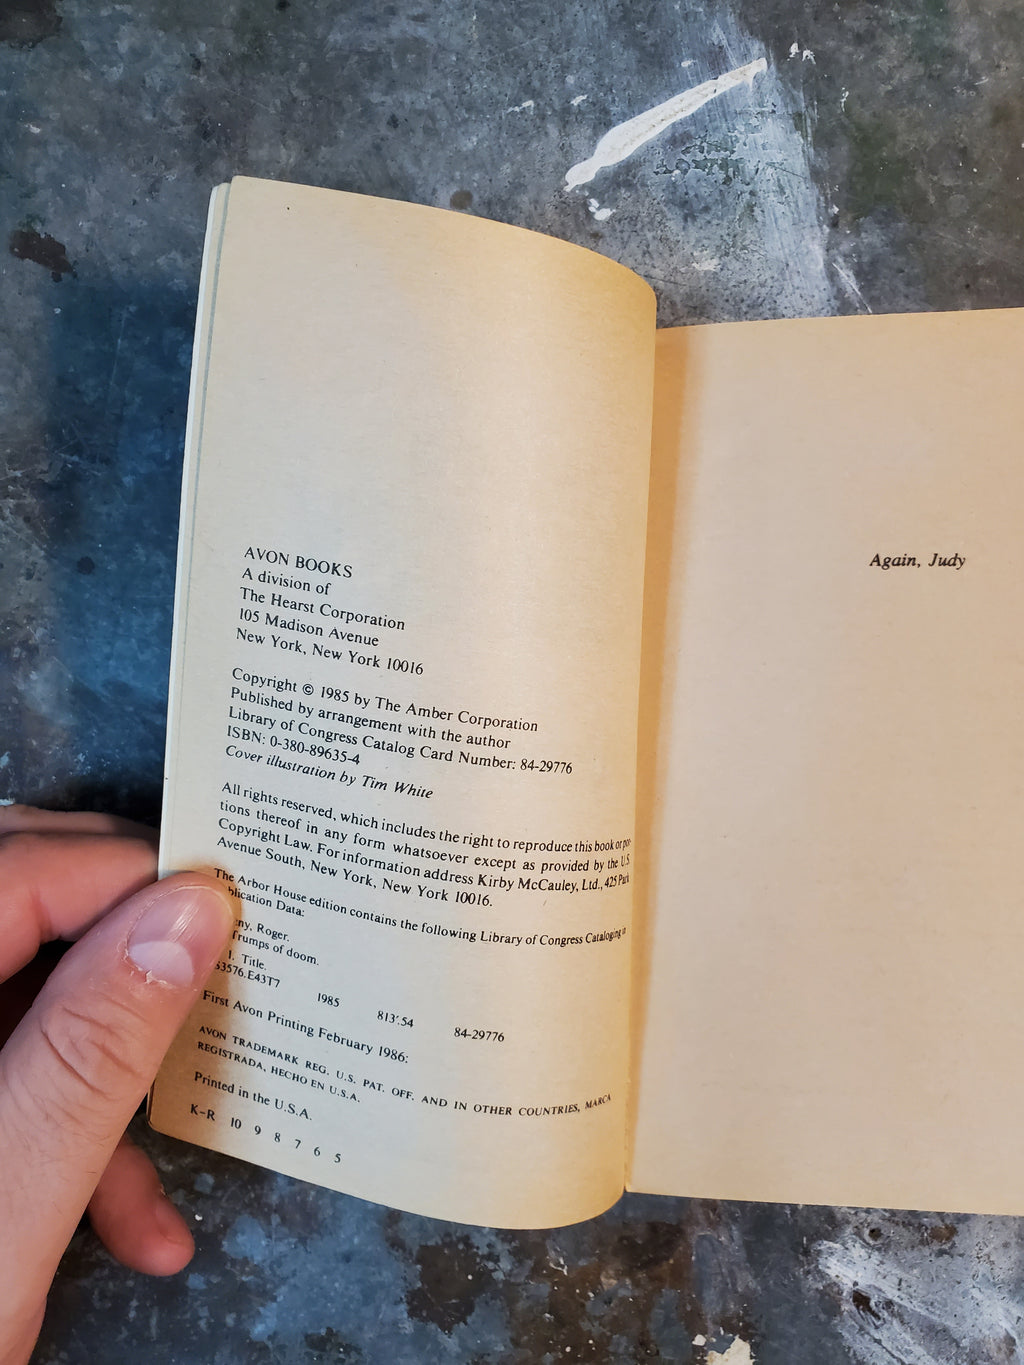 AVON BOOKS
A division of
The Hearst Corporation
105 Madison Avenue
New York, New York 10016
Copyright © 1985 by The Amber Corporation
Published by arrangement with the author
Library of Congress Catalog Card Number: 84-29776
ISBN: 0-380-89635-4
Cover illustration by Tim White
All rights reserved, which includes the right to reproduce this book or por-
tions thereof in any form whatsoever except as provided by the U.S.
Copyright Law. For information address Kirby McCauley, Ltd., 425 Park
Avenue South, New York, New York 10016.
The Arbor House edition contains the following Library of Congress Cataloging in
blication Data:
ny, Roger.
Trumps of doom.
I. Title.
S3576.E43T7 1985 813'.54 84-29776
First Avon Printing February 1986:
AVON TRADEMARK REG. U.S. PAT. OFF. AND IN OTHER COUNTRIES, MARCA
REGISTRADA, HECHO EN U.S.A.
Printed in the U.S.A.
K-R 10 9 8 7 6 5
Again, Judy